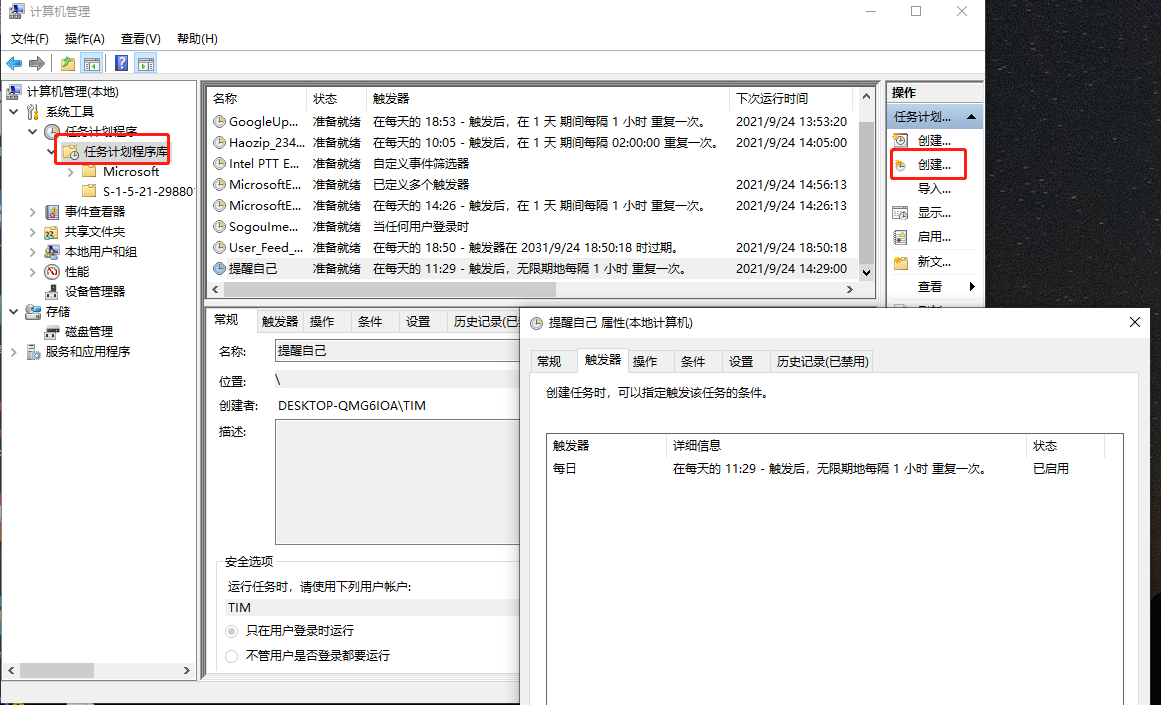 计算机管理
文件(F) 操作(A) 查看(V) 帮助(H)
计算机管理(本地)
系统工具
任务计划程序
任务计划程序库
Microsoft
S-1-5-21-29880
事件查看器
共享文件夹
本地用户和组
性能
设备管理器
存储
磁盘管理
服务和应用程序
名称 状态 触发器 下次运行时间
GoogleUp... 准备就绪 在每天的 18:53 - 触发后，在 1 天 期间每隔 1 小时 重复一次。 2021/9/24 13:53:20
Haozip_234... 准备就绪 在每天的 10:05 - 触发后，在 1 天 期间每隔 02:00:00 重复一次。 2021/9/24 14:05:00
Intel PTT E... 准备就绪 自定义事件筛选器
MicrosoftE... 准备就绪 已定义多个触发器 2021/9/24 14:56:13
MicrosoftE... 准备就绪 在每天的 14:26 - 触发后，在 1 天 期间每隔 1 小时 重复一次。 2021/9/24 14:26:13
SogouIme... 准备就绪 当任何用户登录时
User_Feed_... 准备就绪 在每天的 18:50 - 触发器在 2031/9/24 18:50:18 时过期。 2021/9/24 18:50:18
提醒自己 准备就绪 在每天的 11:29 - 触发后，无限期地每隔 1 小时 重复一次。 2021/9/24 14:29:00
常规 触发器 操作 条件 设置 历史记录(已
名称: 提醒自己
位置: \
创建者: DESKTOP-QMG6IOA\TIM
描述:
安全选项
运行任务时，请使用下列用户帐户:
TIM
只在用户登录时运行
不管用户是否登录都要运行
操作
任务计划...
创建...
创建...
导入...
显示...
启用...
新文...
查看
提醒自己 属性(本地计算机)
常规 触发器 操作 条件 设置 历史记录(已禁用)
创建任务时，可以指定触发该任务的条件。
触发器 详细信息 状态
每日 在每天的 11:29 - 触发后，无限期地每隔 1 小时 重复一次。 已启用